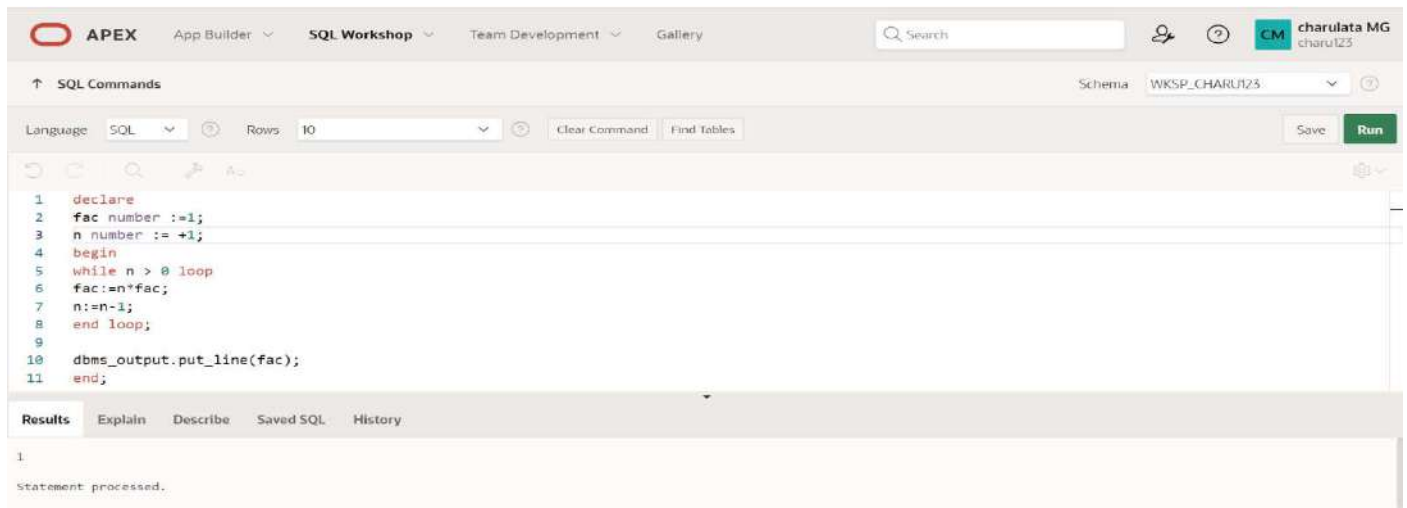 APEX App Builder SQL Workshop Team Development Gallery Search CM charulata MG
charu123
↑ SQL Commands Schema WKSP_CHARU123
Language SQL Rows 10 Clear Command Find Tables Save Run
1 declare
2 fac number :=1;
3 n number := +1;
4 begin
5 while n > 0 loop
6 fac:=n*fac;
7 n:=n-1;
8 end loop;
9
10 dbms_output.put_line(fac);
11 end;
Results Explain Describe Saved SQL History
1
Statement processed.